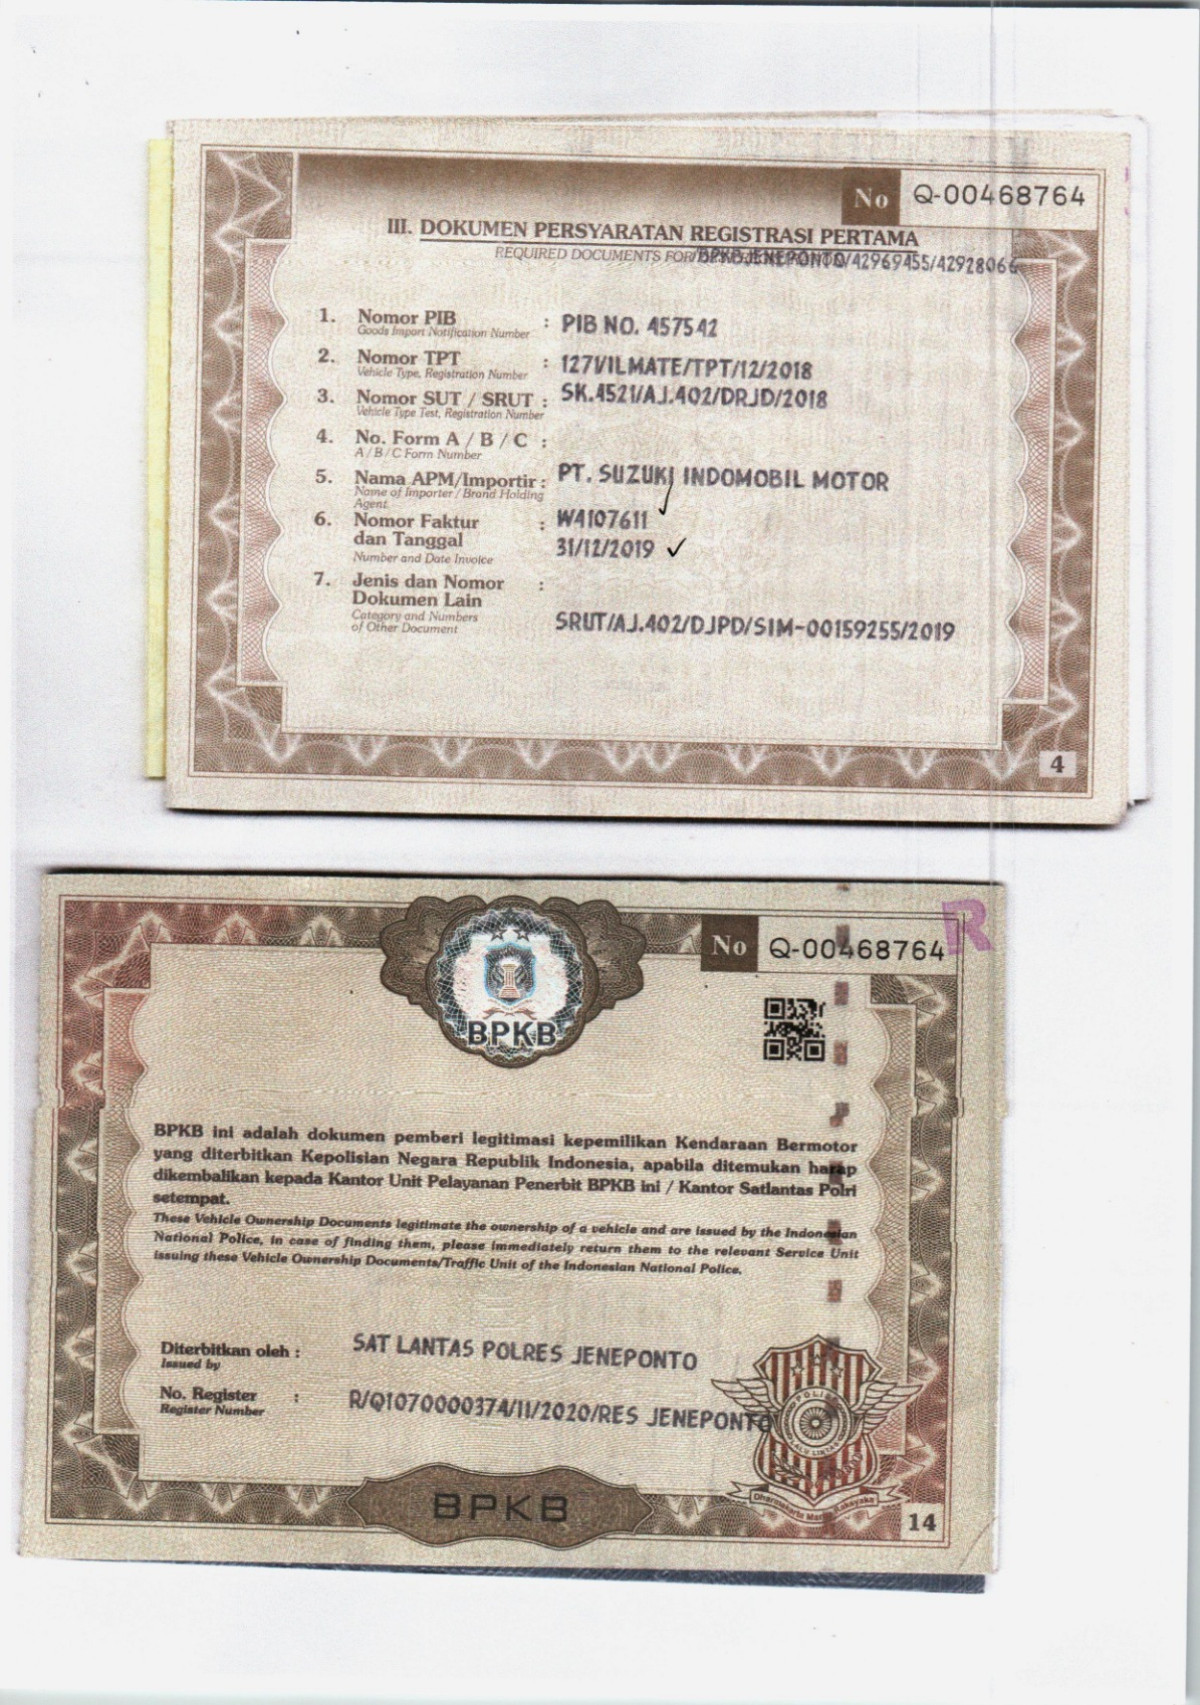 No Q-00468764
III. DOKUMEN PERSYARATAN REGISTRASI PERTAMA
REQUIRED DOCUMENTS FOR
/BPKBJENEPONTO/42969455/42928066
1. Nomor PIB : PIB NO. 457542
Goods Import Notification Number
2. Nomor TPT : 1271/ILMATE/TPT/12/2018
Vehicle Type, Registration Number
3. Nomor SUT / SRUT : SK.4521/AJ.402/DRJD/2018
Vehicle Type Test, Registration Number
4. No. Form A / B / C :
A / B / C Form Number
5. Nama APM/Importir : PT. SUZUKI INDOMOBIL MOTOR
Name of Importer / Brand Holding
Agent
6. Nomor Faktur : W4107611
dan Tanggal 31/12/2019
Number and Date Invoice
7. Jenis dan Nomor :
Dokumen Lain
Category and Numbers
of Other Document SRUT/AJ.402/DJPD/SIM-00159255/2019
4
No Q-00468764
R
BPKB
BPKB ini adalah dokumen pemberi legitimasi kepemilikan Kendaraan Bermotor
yang diterbitkan Kepolisian Negara Republik Indonesia, apabila ditemukan harap
dikembalikan kepada Kantor Unit Pelayanan Penerbit BPKB ini / Kantor Satlantas Polri
setempat.
These Vehicle Ownership Documents legitimate the ownership of a vehicle and are issued by the Indonesian
National Police, in case of finding them, please immediately return them to the relevant Service Unit
issuing these Vehicle Ownership Documents/Traffic Unit of the Indonesian National Police.
Diterbitkan oleh : SAT LANTAS POLRES JENEPONTO
Issued by
No. Register : R/Q1070000374/11/2020/RES JENEPONTO
Register Number
POLISI
LALU LINTAS
BPKB
14